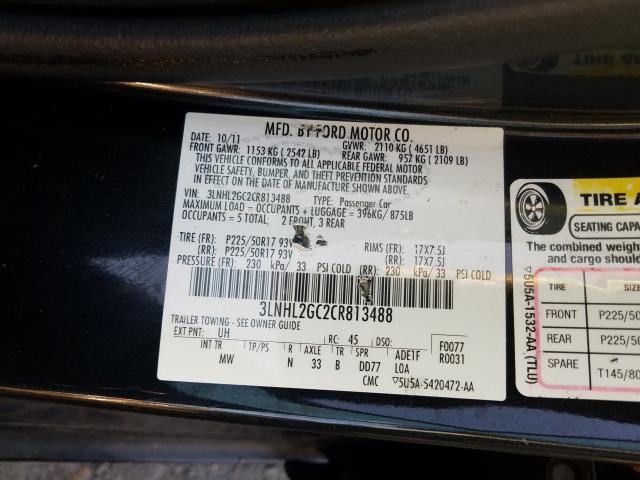 MFD. BY FORD MOTOR CO.
DATE: 10/11 GVWR: 2110 KG ( 4651 LB)
FRONT GAWR: 1153 KG ( 2542 LB) REAR GAWR: 952 KG ( 2109 LB)
THIS VEHICLE CONFORMS TO ALL APPLICABLE FEDERAL MOTOR
VEHICLE SAFETY, BUMPER, AND THEFT PREVENTION STANDARDS
IN EFFECT ON THE DATE OF MANUFACTURE SHOWN ABOVE.
VIN: 3LNHL2GC2CR813488 TYPE: Passenger Car
MAXIMUM LOAD = OCCUPANTS + LUGGAGE = 396KG/ 875LB
OCCUPANTS = 5 TOTAL: 2 FRONT, 3 REAR
TIRE (FR): P225/50R17 93V RIMS (FR): 17X7.5J
(RR): P225/50R17 93V (RR): 17X7.5J
PRESSURE (FR): 230 kPa/ 33 PSI COLD (RR): 230 kPa/ 33 PSI COLD
3LNHL2GC2CR813488
TRAILER TOWING - SEE OWNER GUIDE
EXT PNT: UH RC: 45 DSO: F0077
INT TR TP/PS R AXLE TR SPR ADE1F R0031
MW N 33 B DD77 LOA
CMC ▽5U5A-5420472-AA
TIRE A
SEATING CAPAC
The combined weigh
and cargo shoul
▽5U5A-1532-AA (TLU)
TIRE SIZ
FRONT P225/50
REAR P225/50
SPARE T145/80